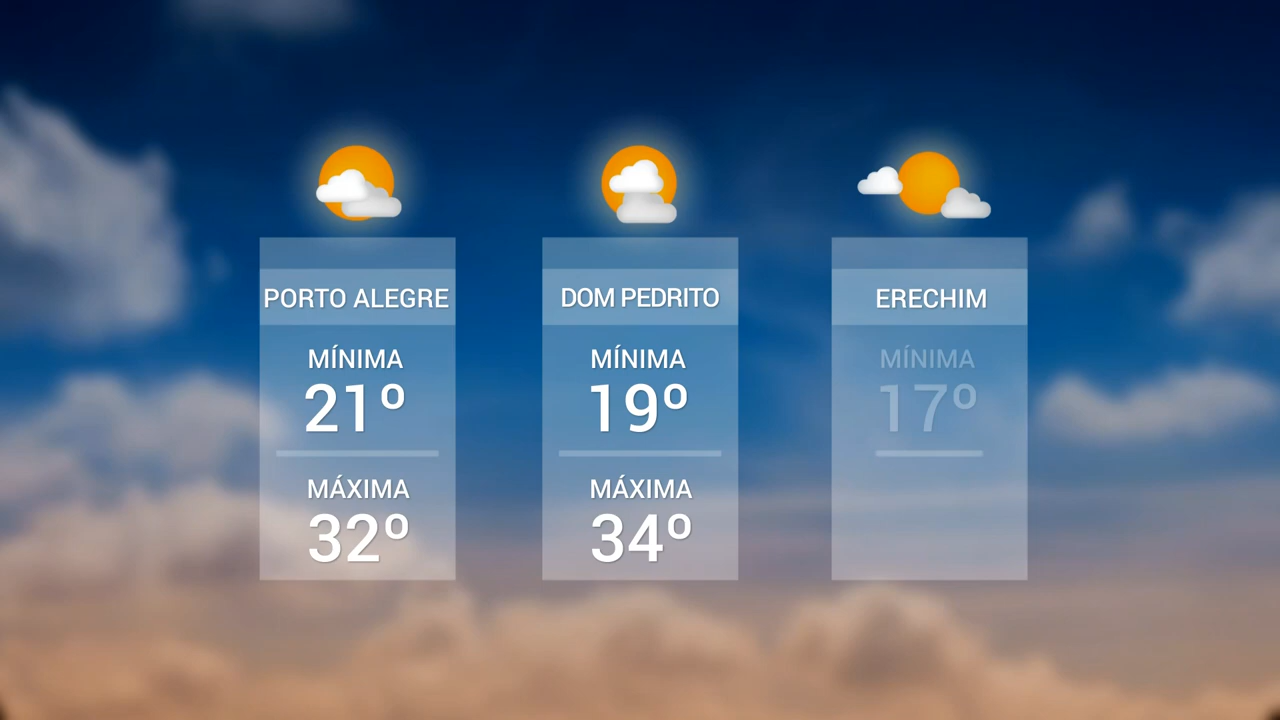 PORTO ALEGRE
MÍNIMA
21º
MÁXIMA
32º
DOM PEDRITO
MÍNIMA
19º
MÁXIMA
34º
ERECHIM
MÍNIMA
17º